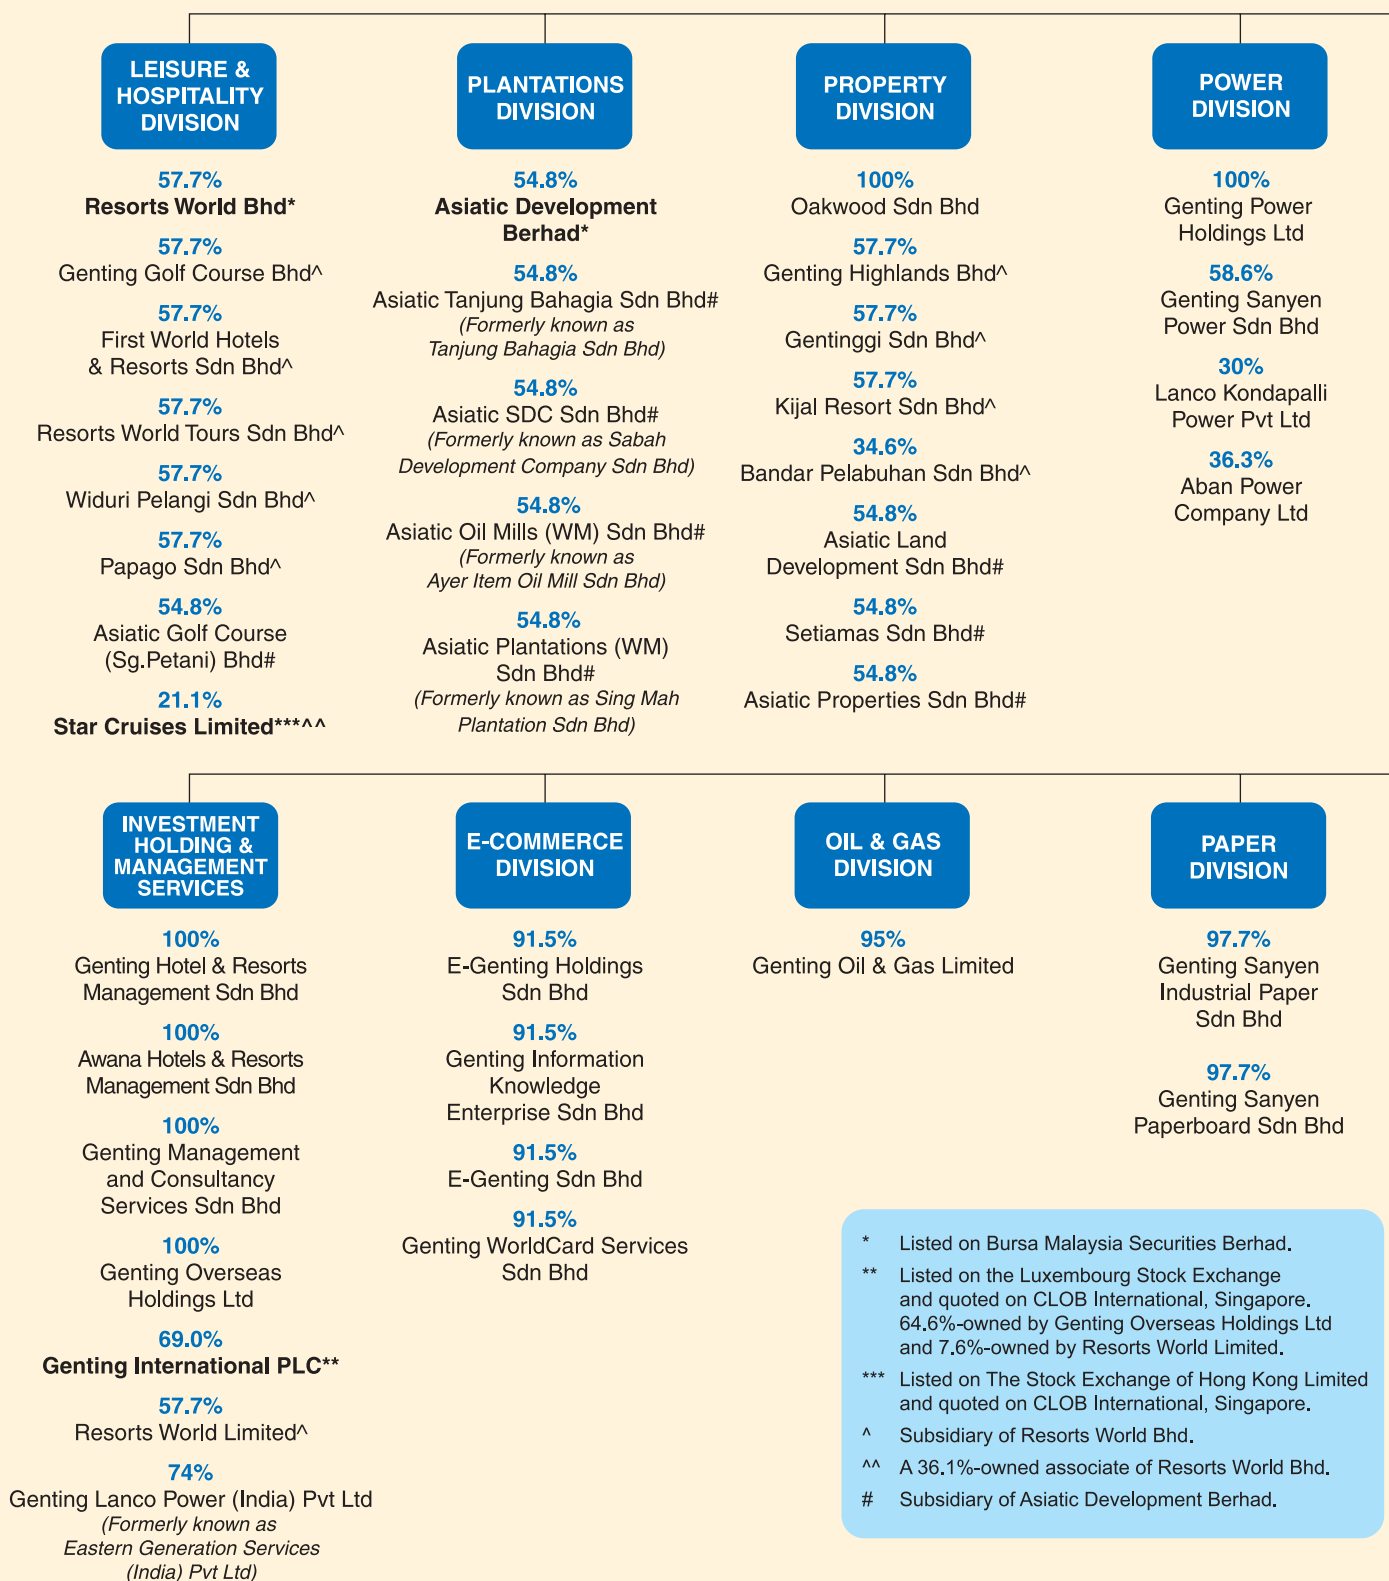 LEISURE &
HOSPITALITY
DIVISION
57.7%
Resorts World Bhd*
57.7%
Genting Golf Course Bhd^
57.7%
First World Hotels
& Resorts Sdn Bhd^
57.7%
Resorts World Tours Sdn Bhd^
57.7%
Widuri Pelangi Sdn Bhd^
57.7%
Papago Sdn Bhd^
54.8%
Asiatic Golf Course
(Sg.Petani) Bhd#
21.1%
Star Cruises Limited***^^
PLANTATIONS
DIVISION
54.8%
Asiatic Development
Berhad*
54.8%
Asiatic Tanjung Bahagia Sdn Bhd#
(Formerly known as
Tanjung Bahagia Sdn Bhd)
54.8%
Asiatic SDC Sdn Bhd#
(Formerly known as Sabah
Development Company Sdn Bhd)
54.8%
Asiatic Oil Mills (WM) Sdn Bhd#
(Formerly known as
Ayer Item Oil Mill Sdn Bhd)
54.8%
Asiatic Plantations (WM)
Sdn Bhd#
(Formerly known as Sing Mah
Plantation Sdn Bhd)
PROPERTY
DIVISION
100%
Oakwood Sdn Bhd
57.7%
Genting Highlands Bhd^
57.7%
Gentinggi Sdn Bhd^
57.7%
Kijal Resort Sdn Bhd^
34.6%
Bandar Pelabuhan Sdn Bhd^
54.8%
Asiatic Land
Development Sdn Bhd#
54.8%
Setiamas Sdn Bhd#
54.8%
Asiatic Properties Sdn Bhd#
POWER
DIVISION
100%
Genting Power
Holdings Ltd
58.6%
Genting Sanyen
Power Sdn Bhd
30%
Lanco Kondapalli
Power Pvt Ltd
36.3%
Aban Power
Company Ltd
INVESTMENT
HOLDING &
MANAGEMENT
SERVICES
100%
Genting Hotel & Resorts
Management Sdn Bhd
100%
Awana Hotels & Resorts
Management Sdn Bhd
100%
Genting Management
and Consultancy
Services Sdn Bhd
100%
Genting Overseas
Holdings Ltd
69.0%
Genting International PLC**
57.7%
Resorts World Limited^
74%
Genting Lanco Power (India) Pvt Ltd
(Formerly known as
Eastern Generation Services
(India) Pvt Ltd)
E-COMMERCE
DIVISION
91.5%
E-Genting Holdings
Sdn Bhd
91.5%
Genting Information
Knowledge
Enterprise Sdn Bhd
91.5%
E-Genting Sdn Bhd
91.5%
Genting WorldCard Services
Sdn Bhd
OIL & GAS
DIVISION
95%
Genting Oil & Gas Limited
PAPER
DIVISION
97.7%
Genting Sanyen
Industrial Paper
Sdn Bhd
97.7%
Genting Sanyen
Paperboard Sdn Bhd
* Listed on Bursa Malaysia Securities Berhad.
** Listed on the Luxembourg Stock Exchange
and quoted on CLOB International, Singapore.
64.6%-owned by Genting Overseas Holdings Ltd
and 7.6%-owned by Resorts World Limited.
*** Listed on The Stock Exchange of Hong Kong Limited
and quoted on CLOB International, Singapore.
^ Subsidiary of Resorts World Bhd.
^^ A 36.1%-owned associate of Resorts World Bhd.
# Subsidiary of Asiatic Development Berhad.